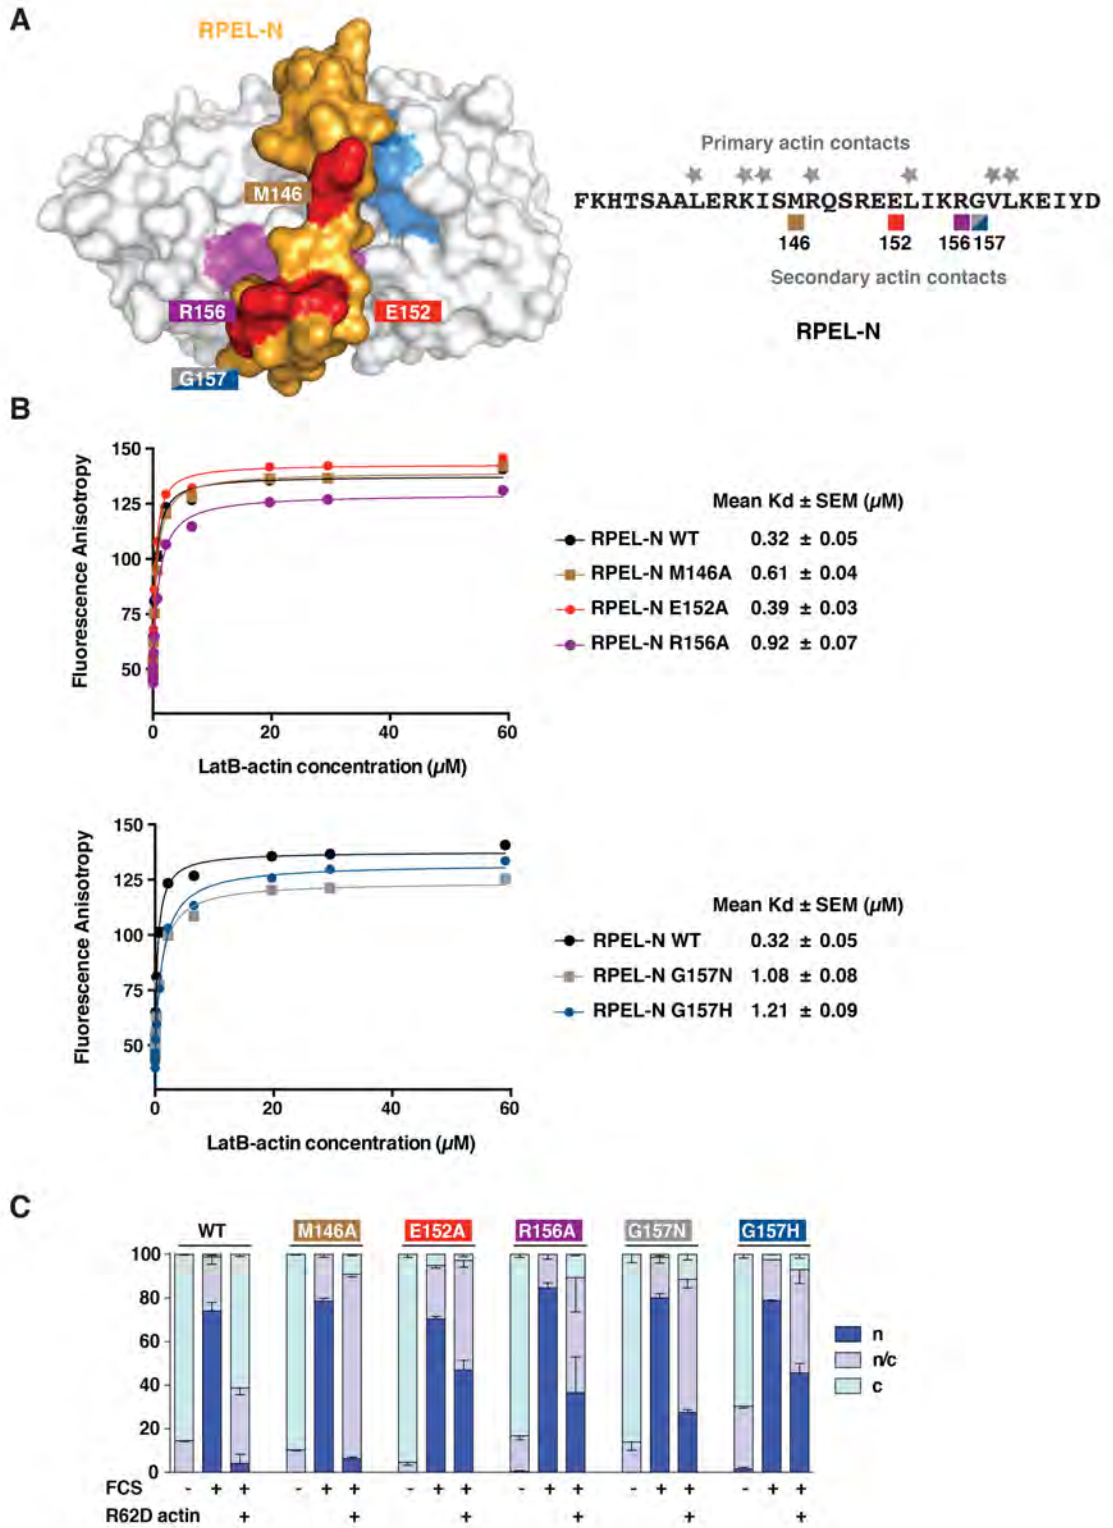 A
RPEL-N
M146
R156
E152
G157
Primary actin contacts
FKHTSAALERKISMRQSREELIKRGVLKEIYD
146 152 156 157
Secondary actin contacts
RPEL-N
B
Fluorescence Anisotropy
150
125
100
75
50
0 20 40 60
LatB-actin concentration (µM)
Mean Kd ± SEM (µM)
RPEL-N WT 0.32 ± 0.05
RPEL-N M146A 0.61 ± 0.04
RPEL-N E152A 0.39 ± 0.03
RPEL-N R156A 0.92 ± 0.07
Fluorescence Anisotropy
150
125
100
75
50
0 20 40 60
LatB-actin concentration (µM)
Mean Kd ± SEM (µM)
RPEL-N WT 0.32 ± 0.05
RPEL-N G157N 1.08 ± 0.08
RPEL-N G157H 1.21 ± 0.09
C
WT M146A E152A R156A G157N G157H
100
80
60
40
20
0
n
n/c
c
FCS - + + - + + - + + - + + - + + - + +
R62D actin + + + + + +